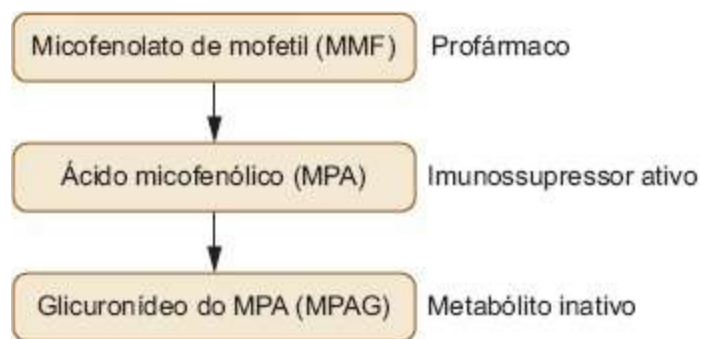 Micofenolato de mofetil (MMF) Profármaco
Ácido micofenólico (MPA) Imunossupressor ativo
Glicuronídeo do MPA (MPAG) Metabólito inativo